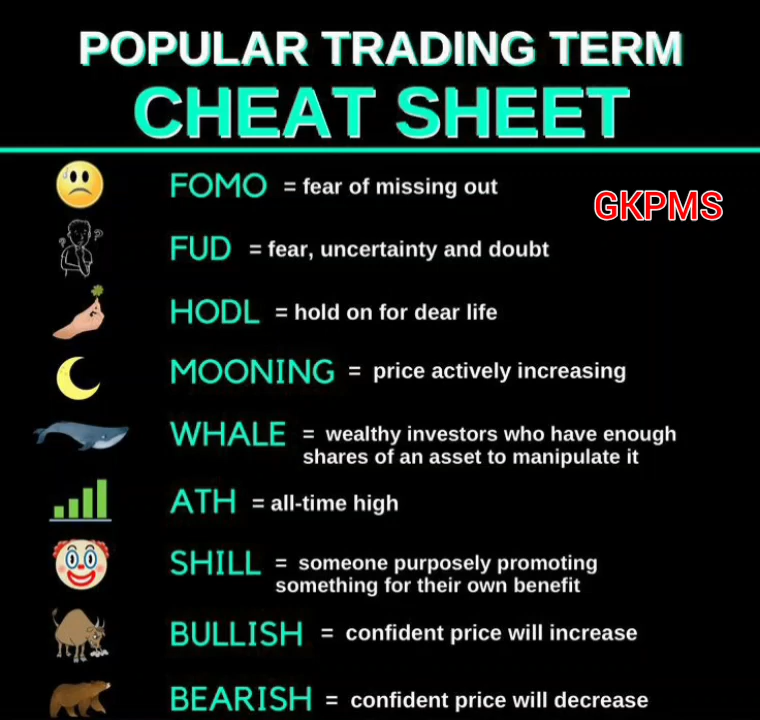 POPULAR TRADING TERM
CHEAT SHEET
FOMO = fear of missing out
GKPMS
FUD = fear, uncertainty and doubt
HODL = hold on for dear life
MOONING = price actively increasing
WHALE = wealthy investors who have enough
shares of an asset to manipulate it
ATH = all-time high
SHILL = someone purposely promoting
something for their own benefit
BULLISH = confident price will increase
BEARISH = confident price will decrease